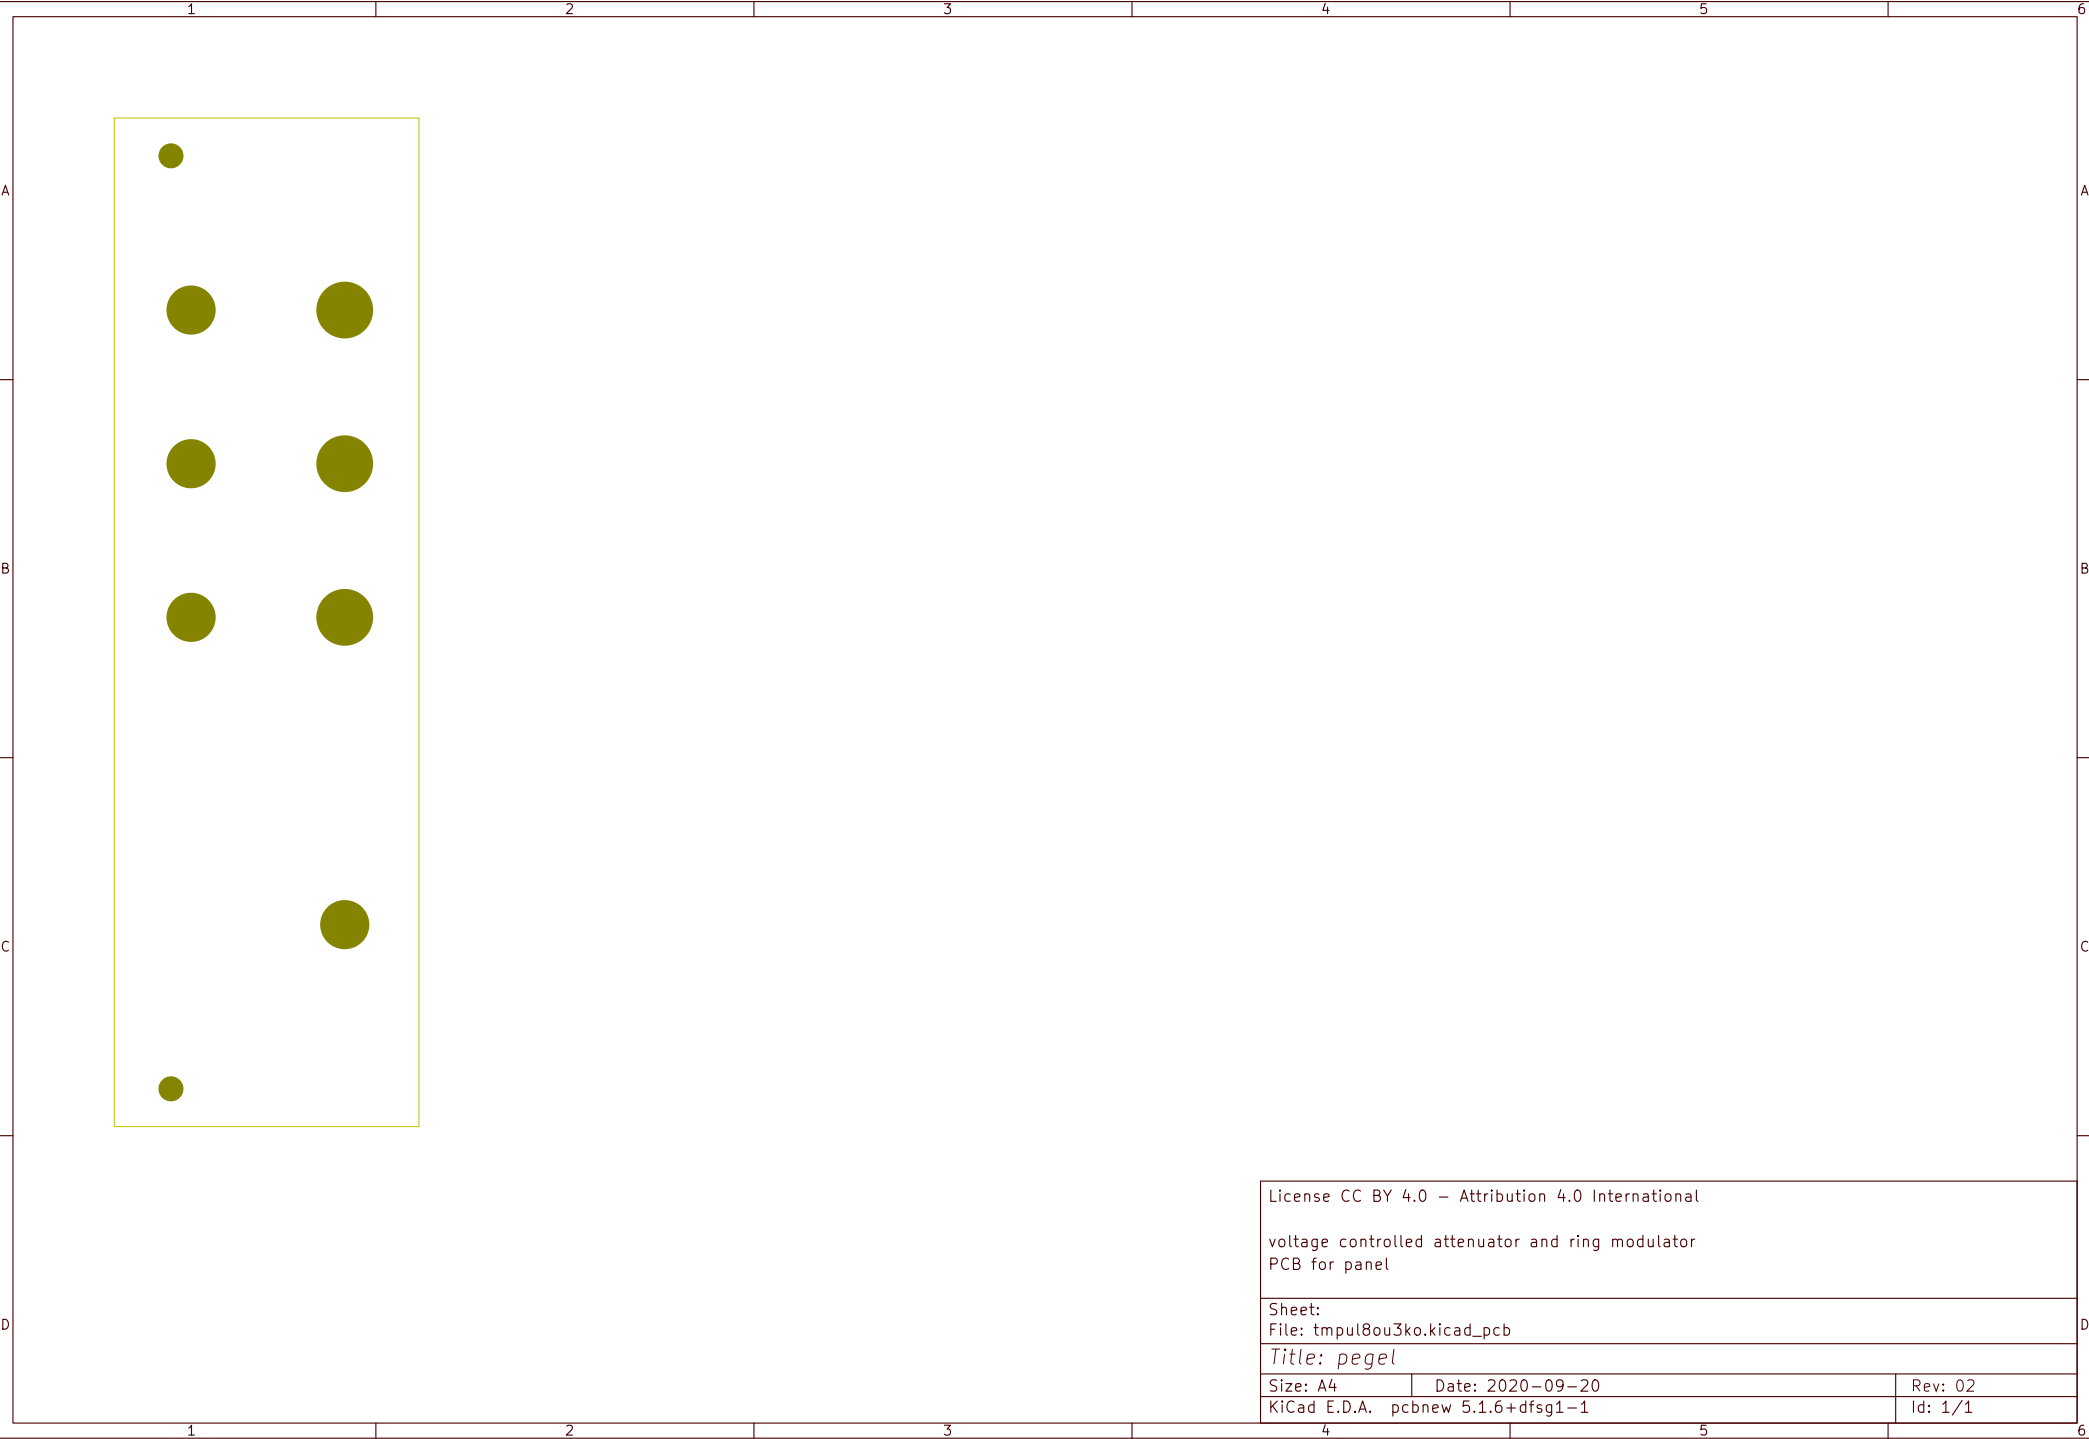 1 2 3 4 5 6
A A
B B
C C
License CC BY 4.0 – Attribution 4.0 International
voltage controlled attenuator and ring modulator
PCB for panel
Sheet:
D D
File: tmpul8ou3ko.kicad_pcb
Title: pegel
Size: A4 Date: 2020-09-20 Rev: 02
KiCad E.D.A. pcbnew 5.1.6+dfsg1-1 Id: 1/1
1 2 3 4 5 6